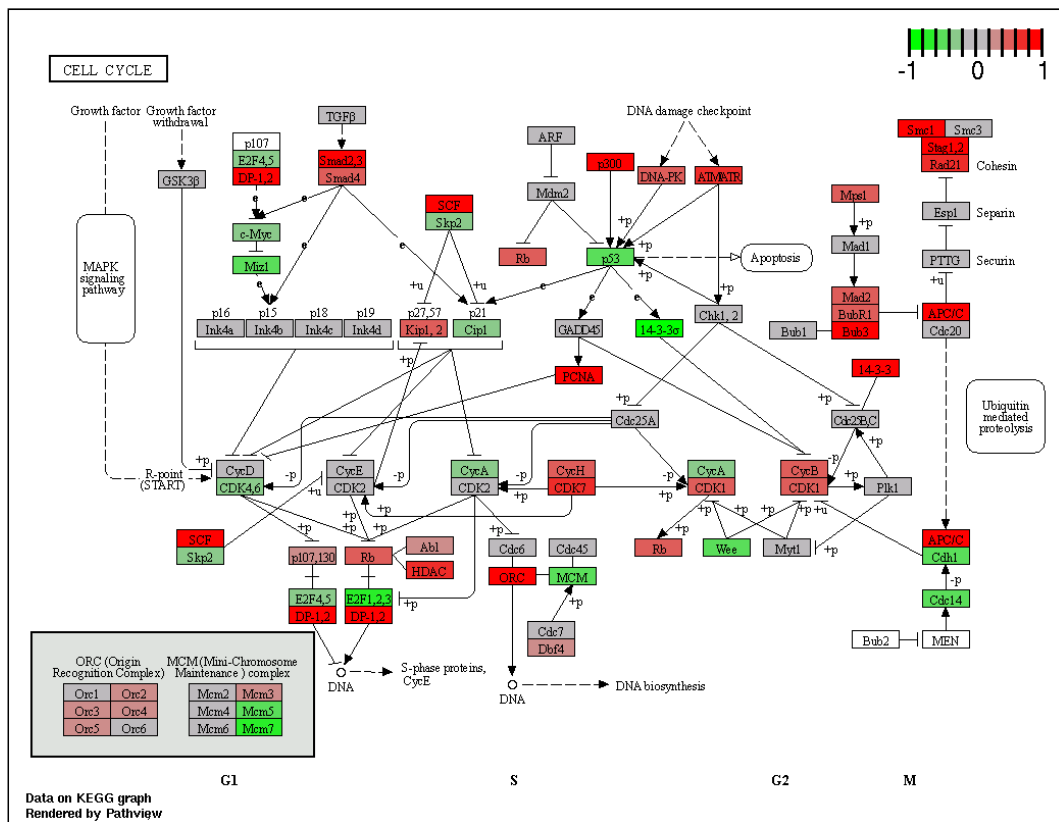 CELL CYCLE
-1 0 1
Growth factor
Growth factor
withdrawal
TGFβ
DNA damage checkpoint
p107
E2F4,5
DP-1,2
Smad2,3
Smad4
ARF
p300
DNA-PK
ATM/ATR
Smc1
Smc3
Stag1,2
Rad21
Cohesin
GSK3β
Mdm2
Mps1
e
e
e
SCF
Skp2
+p
+p
Esp1
Separin
c-Myc
Rb
p53
+p
Mad1
MAPK
signaling
pathway
Miz1
e
e
e
Apoptosis
PTTG
Securin
+p
+u
+u
e
e
+p
+u
Mad2
BubR1
Bub3
Bub1
p16
p15
p18
p19
p27,57
p21
Ink4a
Ink4b
Ink4c
Ink4d
Kip1, 2
Cip1
GADD45
14-3-3σ
Chk1, 2
APC/C
Cdc20
+p
PCNA
14-3-3
+p
+p
Cdc25A
Cdc25B,C
Ubiquitin
mediated
proteolysis
R-point
(START)
+p
CycD
CDK4,6
-p
CycE
CDK2
-p
+u
CycA
CDK2
-p
+p
CycH
CDK7
-p
+p
CycA
CDK1
CycB
CDK1
-p
+p
+u
Plk1
SCF
Skp2
+p
+p
+p
+p
+p
+p
+p
+p
+p
p107,130
Rb
Abl
HDAC
Cdc6
Cdc45
ORC
MCM
Rb
Wee
Myt1
APC/C
Cdh1
-p
E2F4,5
DP-1,2
E2F1,2,3
DP-1,2
+p
+p
Cdc7
Dbf4
Cdc14
Bub2
MEN
DNA
S-phase proteins,
CycE
DNA
DNA biosynthesis
ORC (Origin
Recognition Complex)
MCM (Mini-Chromosome
Maintenance ) complex
Orc1
Orc2
Mcm2
Mcm3
Orc3
Orc4
Mcm4
Mcm5
Orc5
Orc6
Mcm6
Mcm7
G1
S
G2
M
Data on KEGG graph
Rendered by Pathview